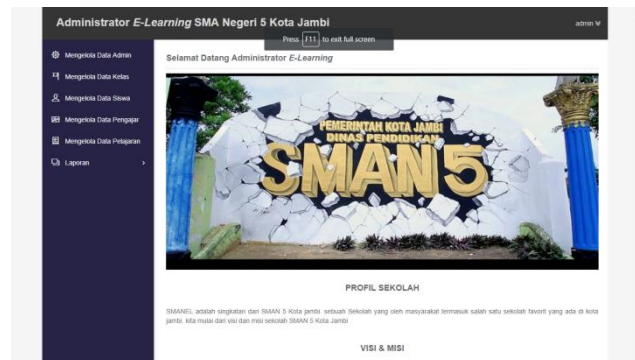 Administrator E-Learning SMA Negeri 5 Kota Jambi
admin
Press F11 to exit full screen
Mengelola Data Admin
Selamat Datang Administrator E-Learning
Mengelola Data Kelas
Mengelola Data Siswa
Mengelola Data Pengajar
Mengelola Data Pelajaran
Laporan
PEMERINTAH KOTA JAMBI
DINAS PENDIDIKAN
SMAN 5
PROFIL SEKOLAH
SMANEL adalah singkatan dari SMAN 5 Kota jambi. sebuah Sekolah yang oleh masyarakat termasuk salah satu sekolah favorit yang ada di kota
jambi. kita mulai dari visi dan misi sekolah SMAN 5 Kota Jambi
VISI & MISI